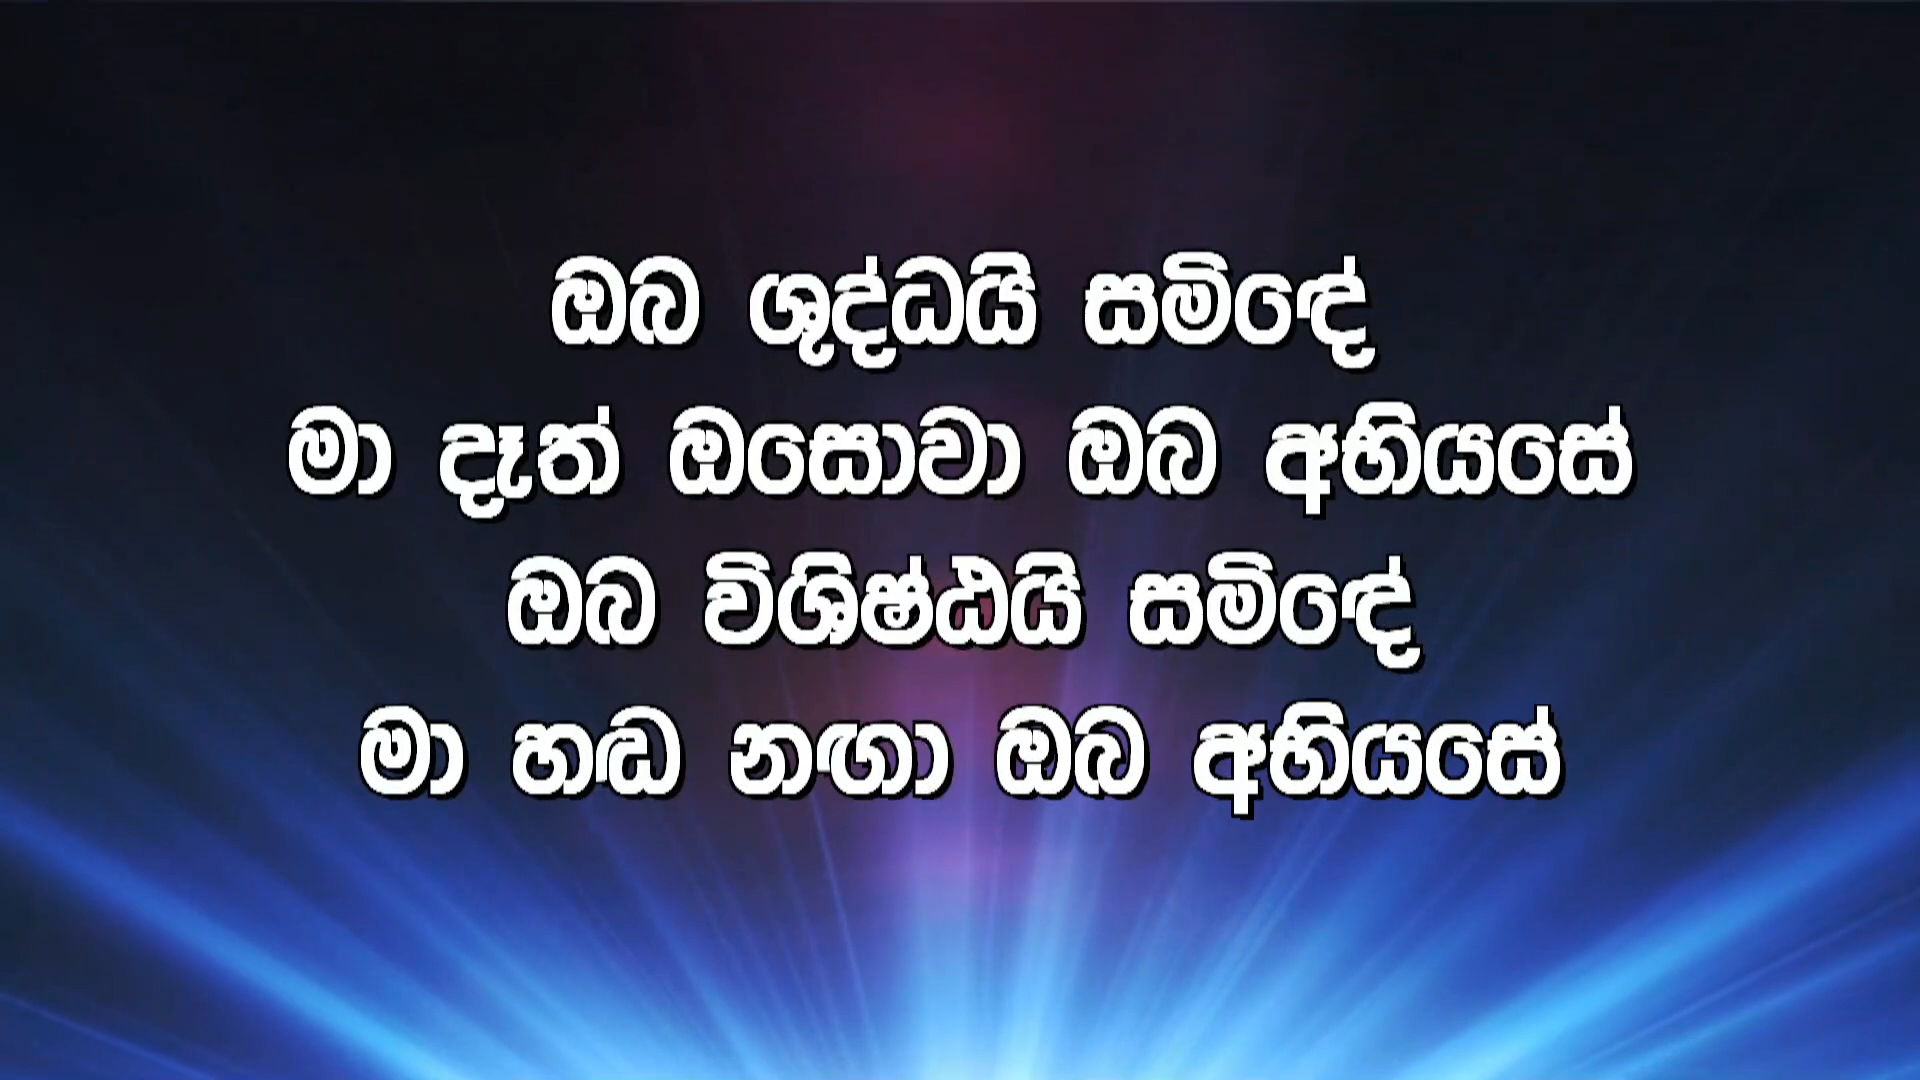 ඔබ ශුද්ධයි සමිඳේ
මා දෑත් ඔසොවා ඔබ අභියසේ
ඔබ විශිෂ්ඨයි සමිඳේ
මා හඬ නඟා ඔබ අභියසේ